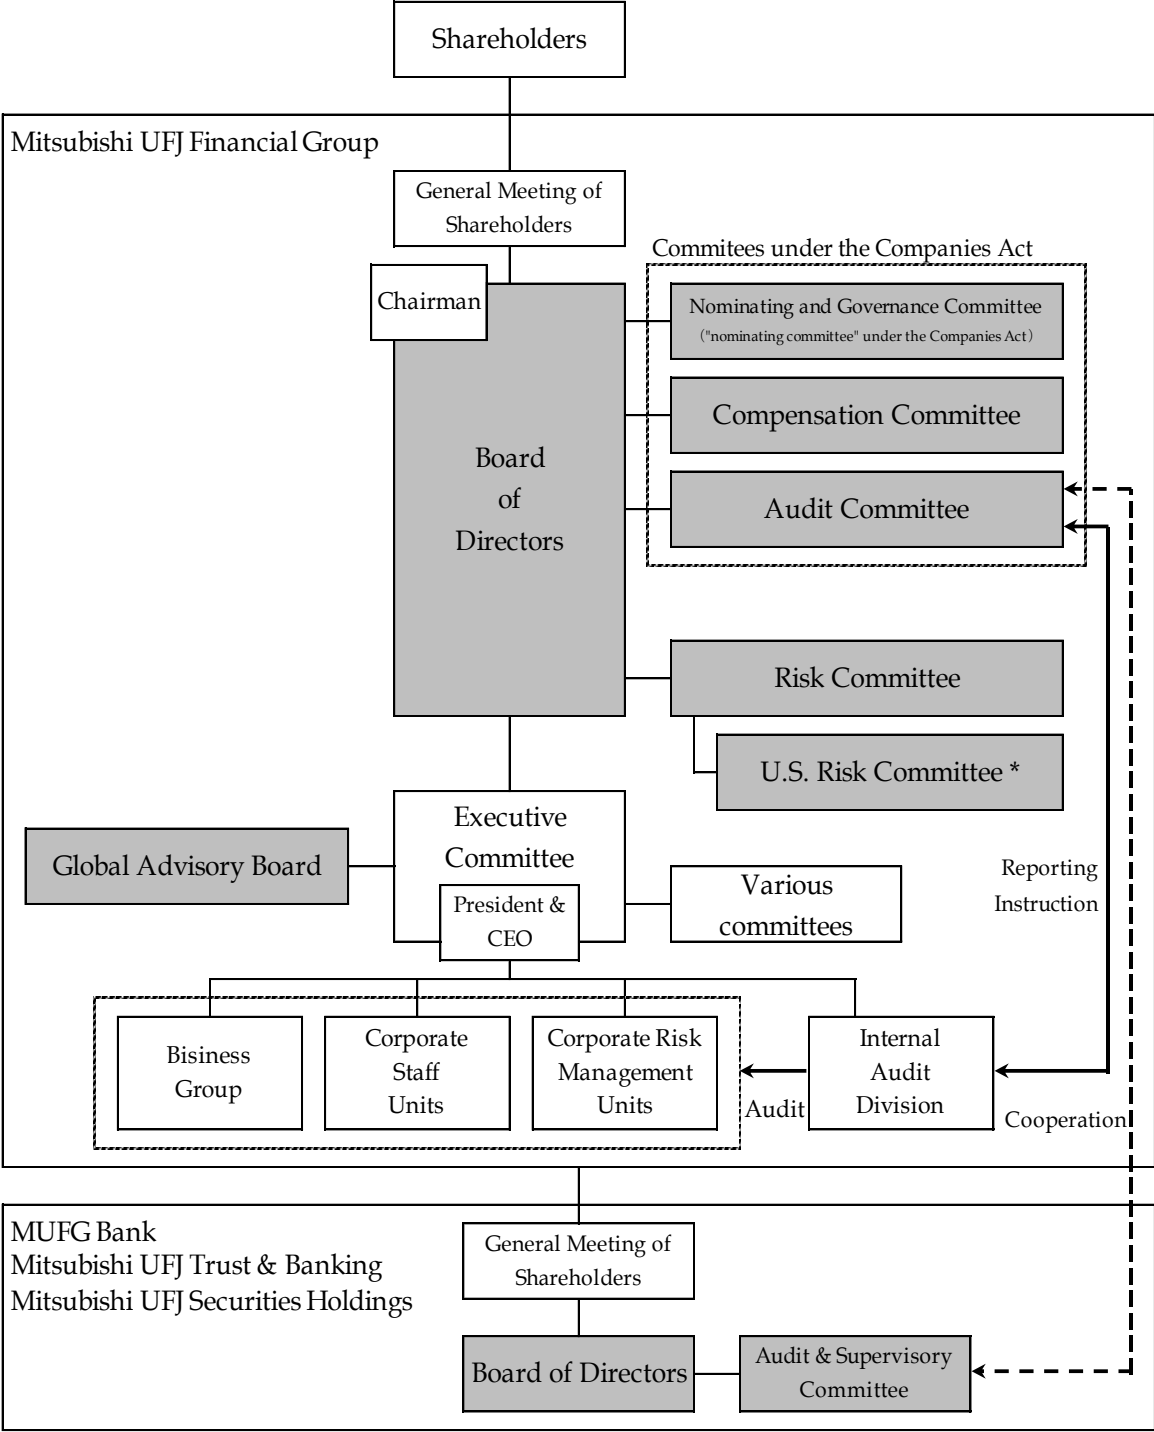 Shareholders
Mitsubishi UFJ Financial Group
General Meeting of
Shareholders
Commitees under the Companies Act
Chairman
Nominating and Governance Committee
("nominating committee" under the Companies Act)
Compensation Committee
Board
of
Directors
Audit Committee
Risk Committee
U.S. Risk Committee *
Executive
Committee
Global Advisory Board
President &
CEO
Various
committees
Reporting
Instruction
Bisiness
Group
Corporate
Staff
Units
Corporate Risk
Management
Units
Audit
Internal
Audit
Division
Cooperation
MUFG Bank
Mitsubishi UFJ Trust & Banking
Mitsubishi UFJ Securities Holdings
General Meeting of
Shareholders
Board of Directors
Audit & Supervisory
Committee